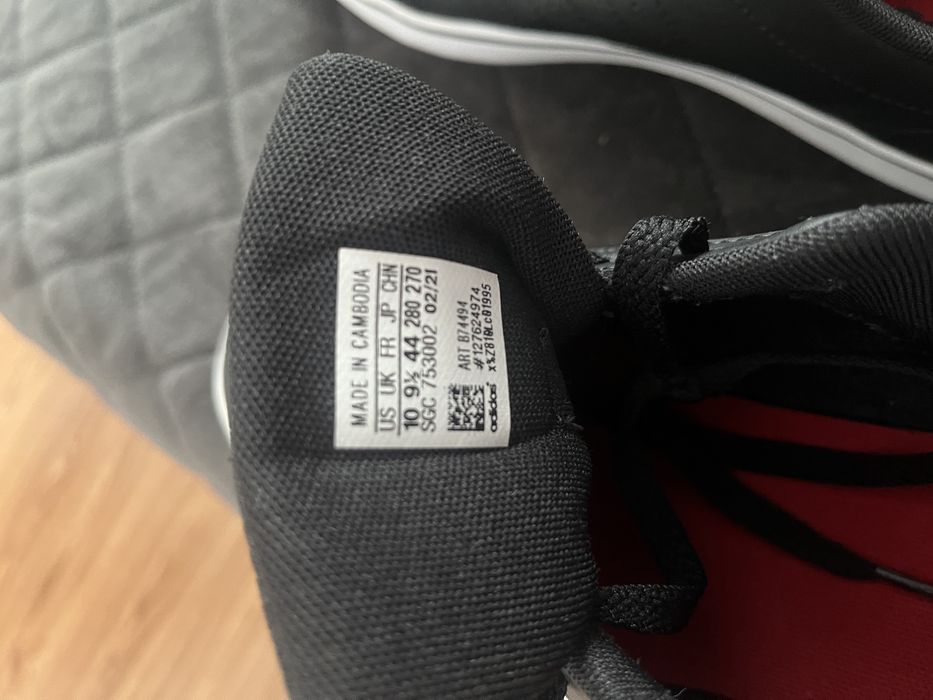 MADE IN CAMBODIA
US UK FR JP CHN
10 9½ 44 280 270
SGC 753002 02/21
ART B74494
#127624974
adidas® x%Z810Lc01995